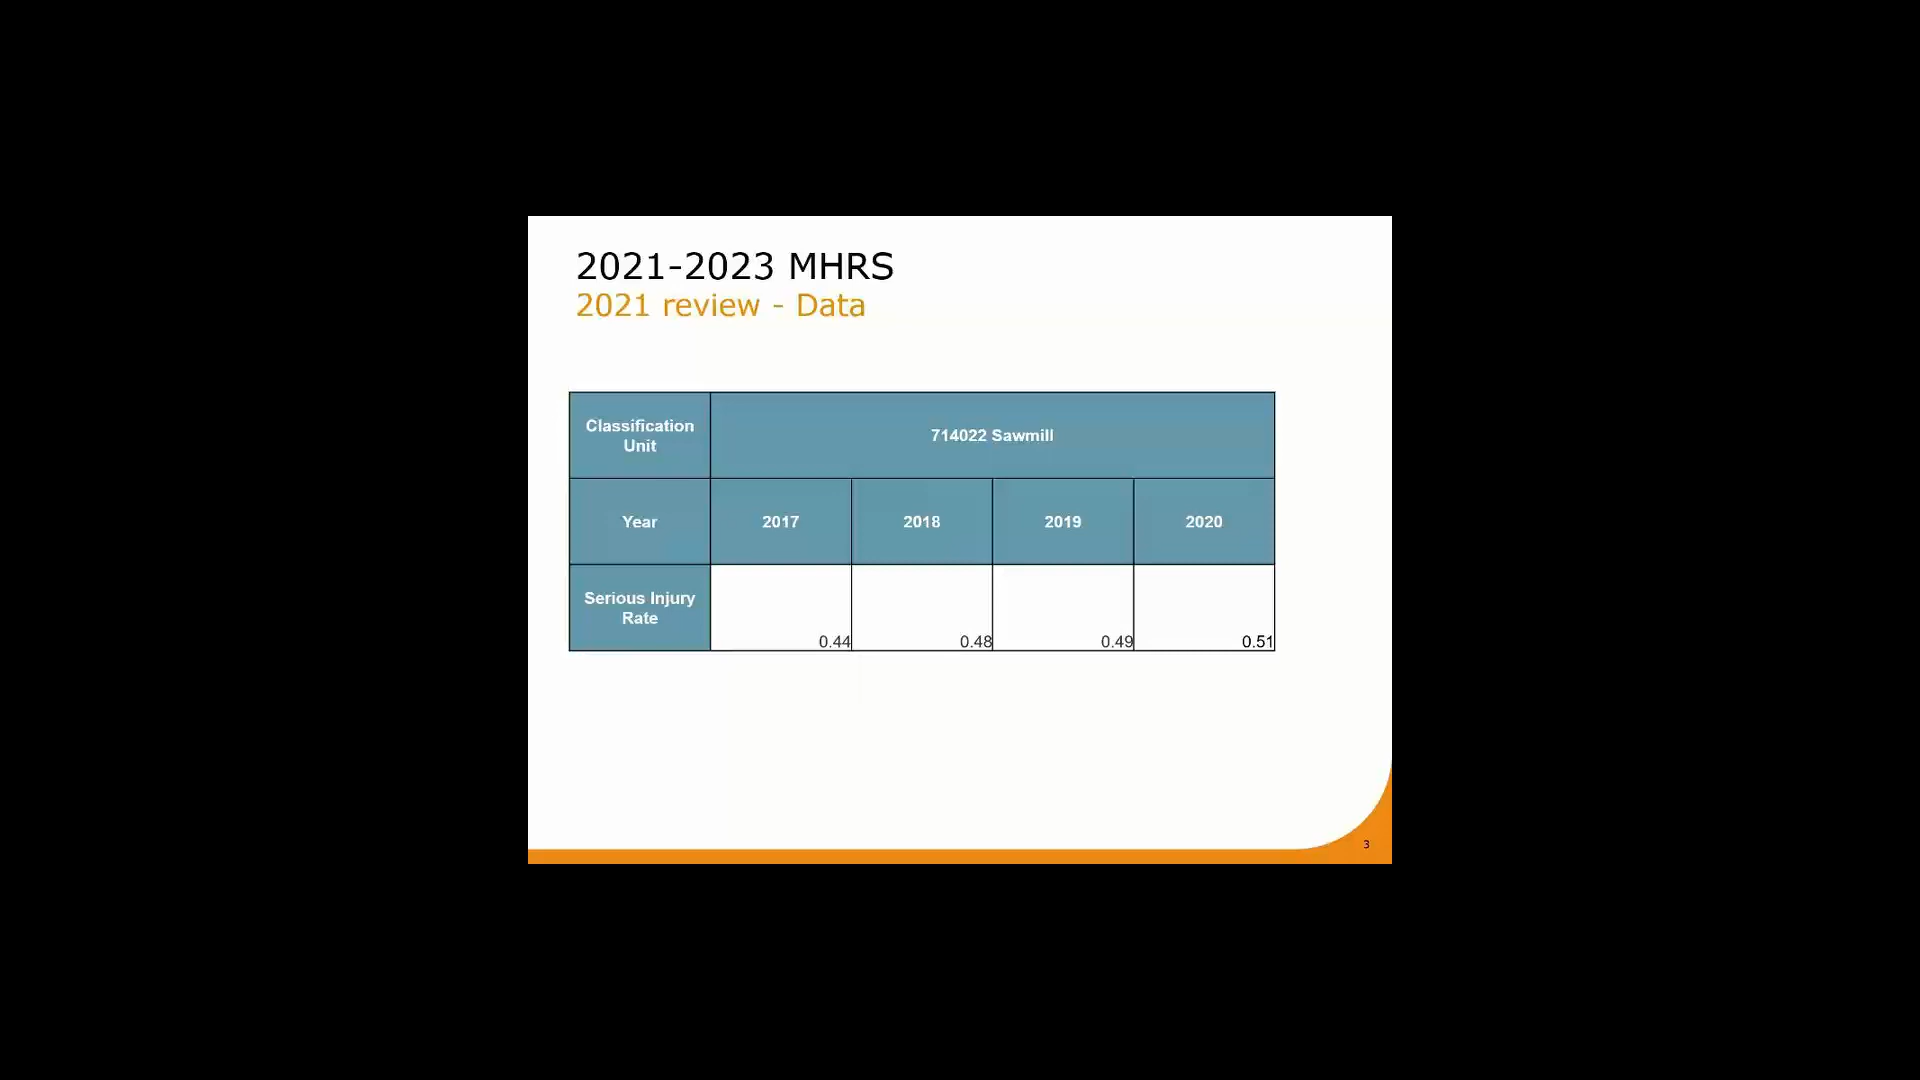 2021-2023 MHRS
2021 review - Data
Classification
Unit
714022 Sawmill
Year 2017 2018 2019 2020
Serious Injury
Rate
0.44 0.48 0.49 0.51
3